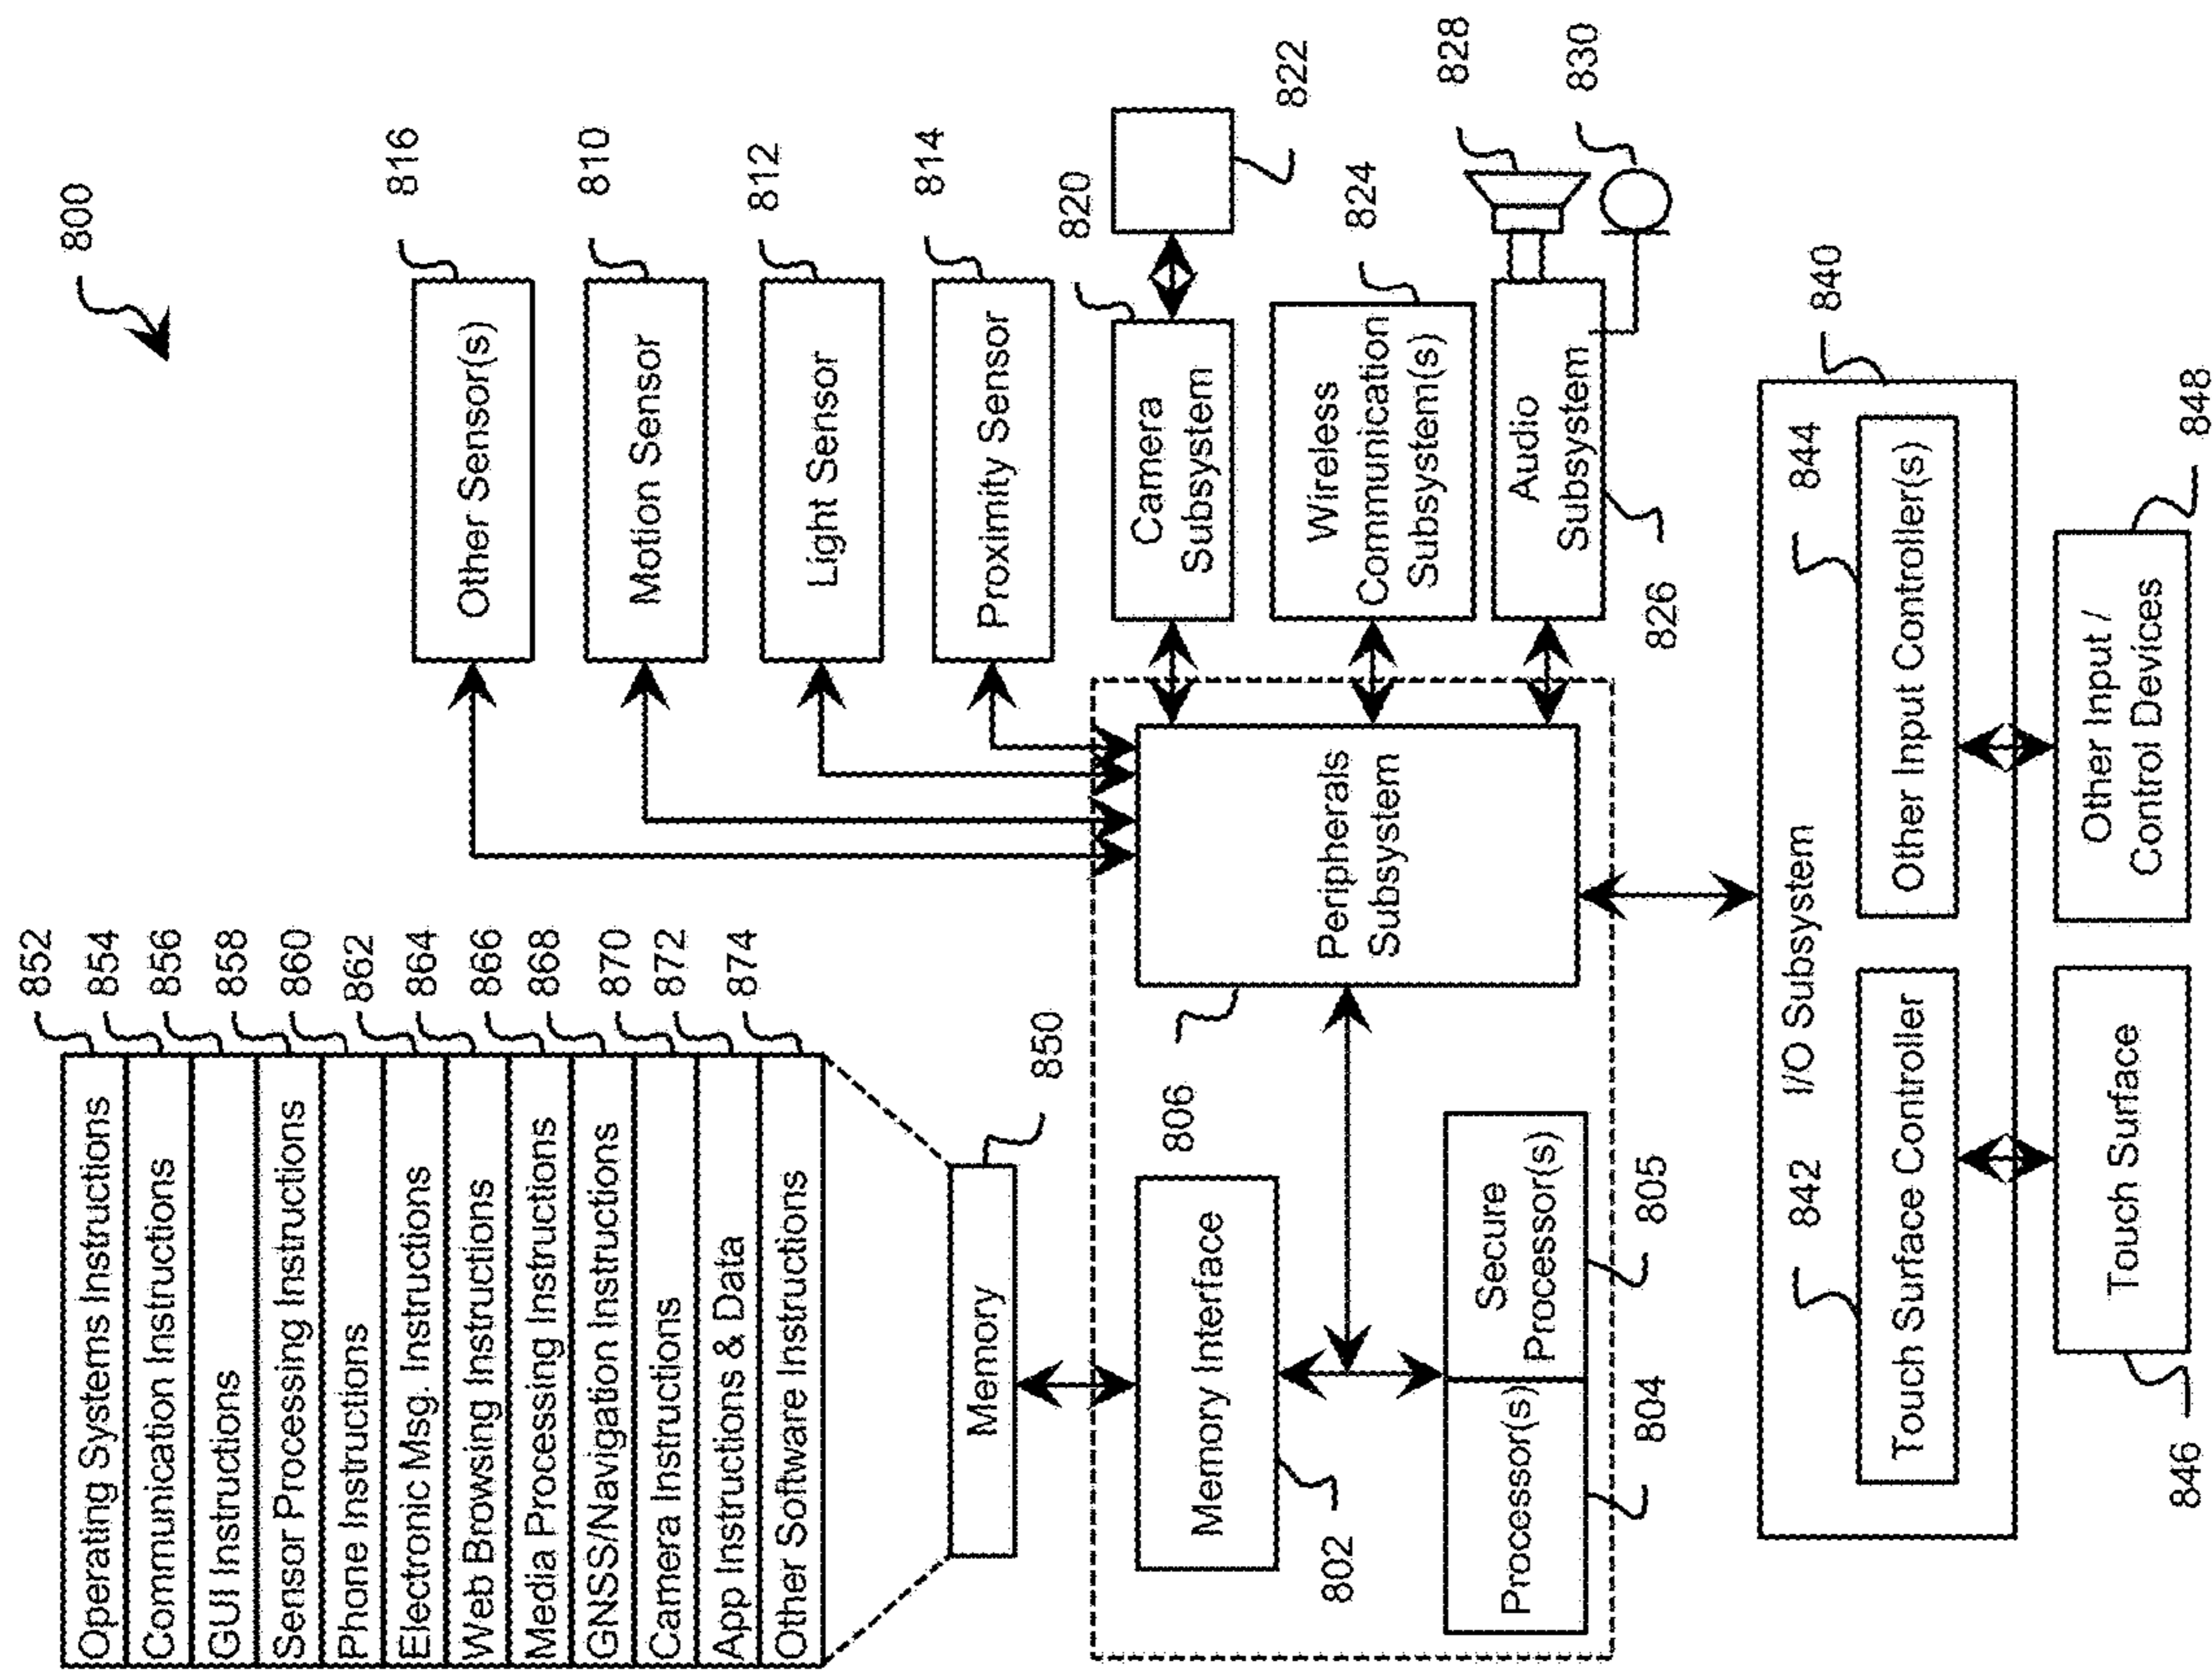 800
852
854
856
858
860
862
864
866
868
870
872
874
Operating Systems Instructions
Communication Instructions
GUI Instructions
Sensor Processing Instructions
Phone Instructions
Electronic Msg. Instructions
Web Browsing Instructions
Media Processing Instructions
GNSS/Navigation Instructions
Camera Instructions
App Instructions & Data
Other Software Instructions
Memory
850
816
Other Sensor(s)
810
Motion Sensor
812
Light Sensor
814
Proximity Sensor
820
Camera
Subsystem
822
Wireless
Communication
Subsystem(s)
824
Audio
Subsystem
826
828
830
Memory Interface
802
806
Peripherals
Subsystem
Processor(s)
804
Secure
Processor(s)
805
840
I/O Subsystem
842
Touch Surface Controller
844
Other Input Controller(s)
846
Touch Surface
848
Other Input /
Control Devices